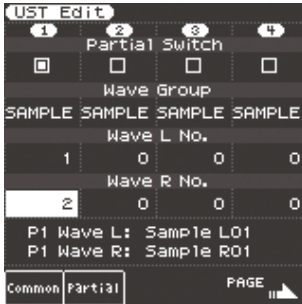 UST Edit
1 2 3 4
Partial Switch
Wave Group
SAMPLE SAMPLE SAMPLE SAMPLE
Wave L No.
1 0 0 0
Wave R No.
2 0 0 0
P1 Wave L: Sample L01
P1 Wave R: Sample R01
Common Partial PAGE